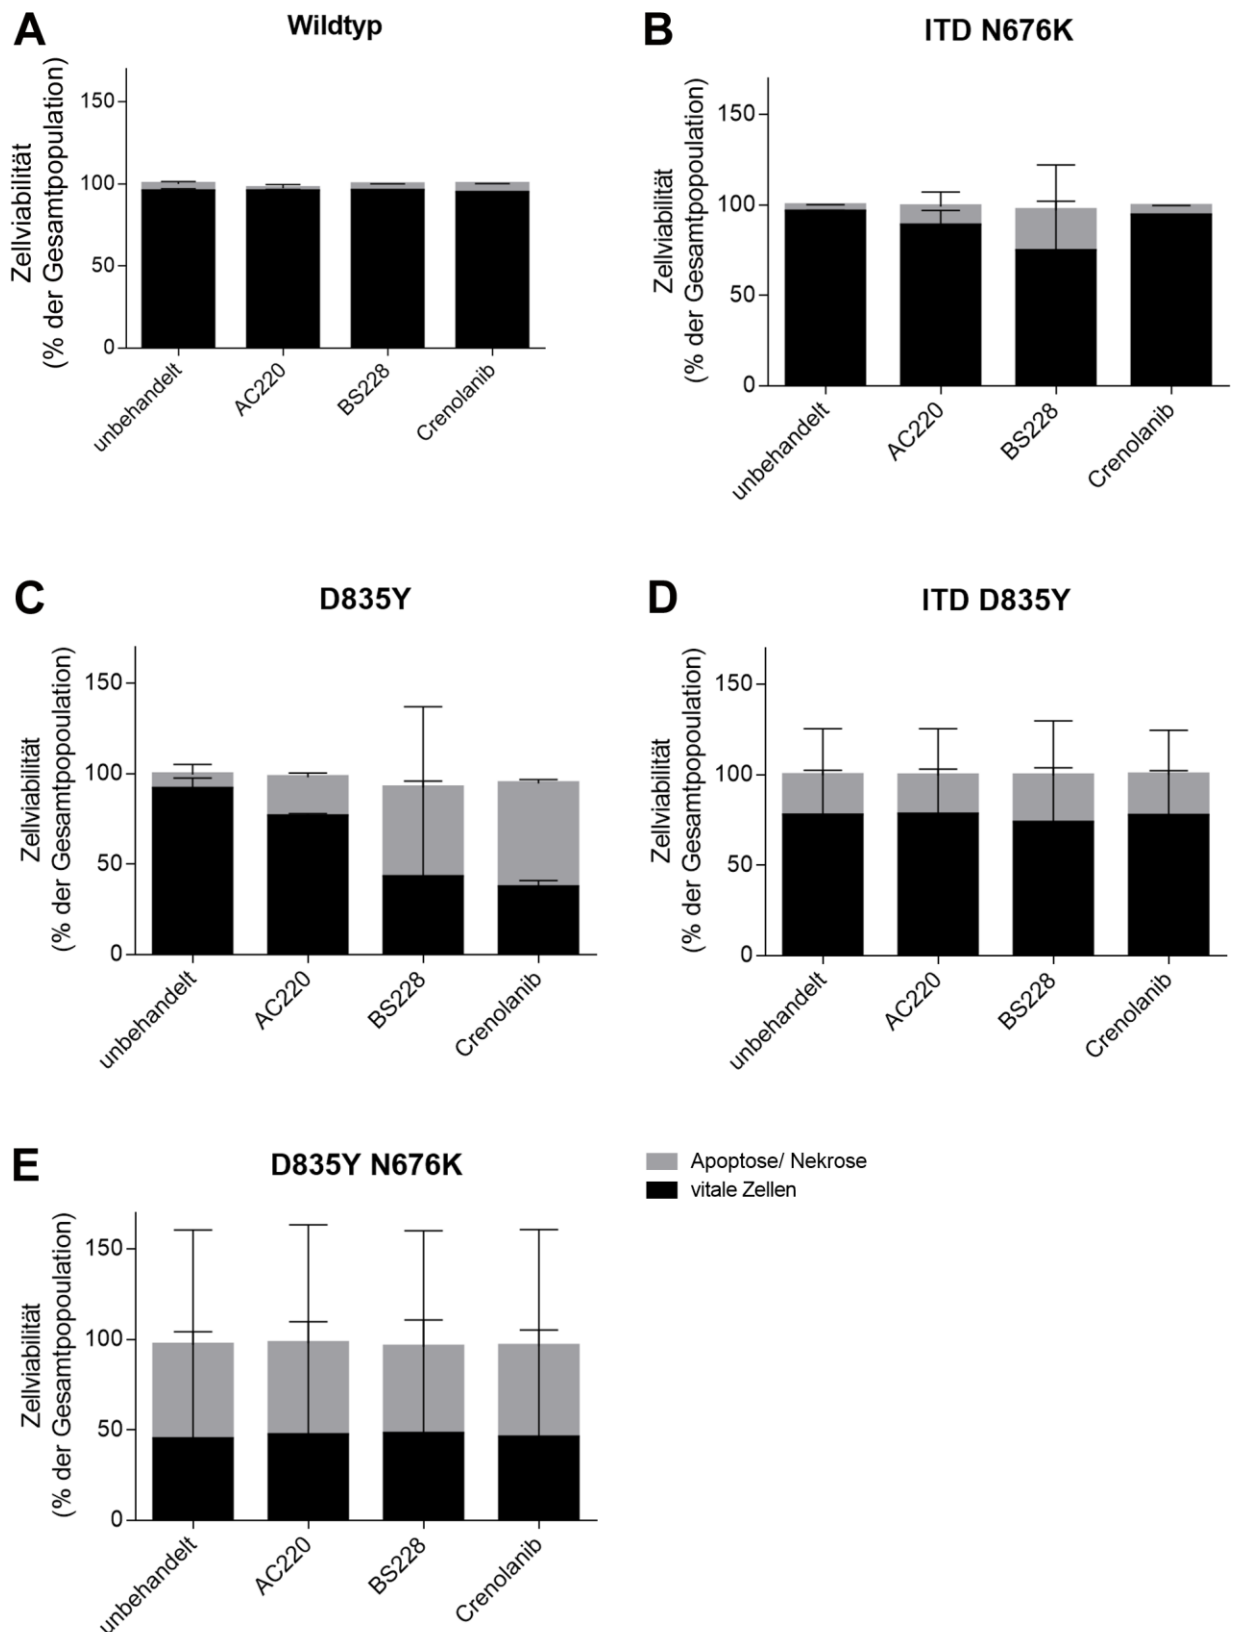 A
Wildtyp
Zellviabilität
(% der Gesamtpopulation)
150
100
50
0
unbehandelt
AC220
BS228
Crenolanib
B
ITD N676K
Zellviabilität
(% der Gesamtpopulation)
150
100
50
0
unbehandelt
AC220
BS228
Crenolanib
C
D835Y
Zellviabilität
(% der Gesamtpopoulation)
150
100
50
0
unbehandelt
AC220
BS228
Crenolanib
D
ITD D835Y
Zellviabilität
(% der Gesamtpopoulation)
150
100
50
0
unbehandelt
AC220
BS228
Crenolanib
E
D835Y N676K
Zellviabilität
(% der Gesamtpopoulation)
150
100
50
0
unbehandelt
AC220
BS228
Crenolanib
Apoptose/ Nekrose
vitale Zellen